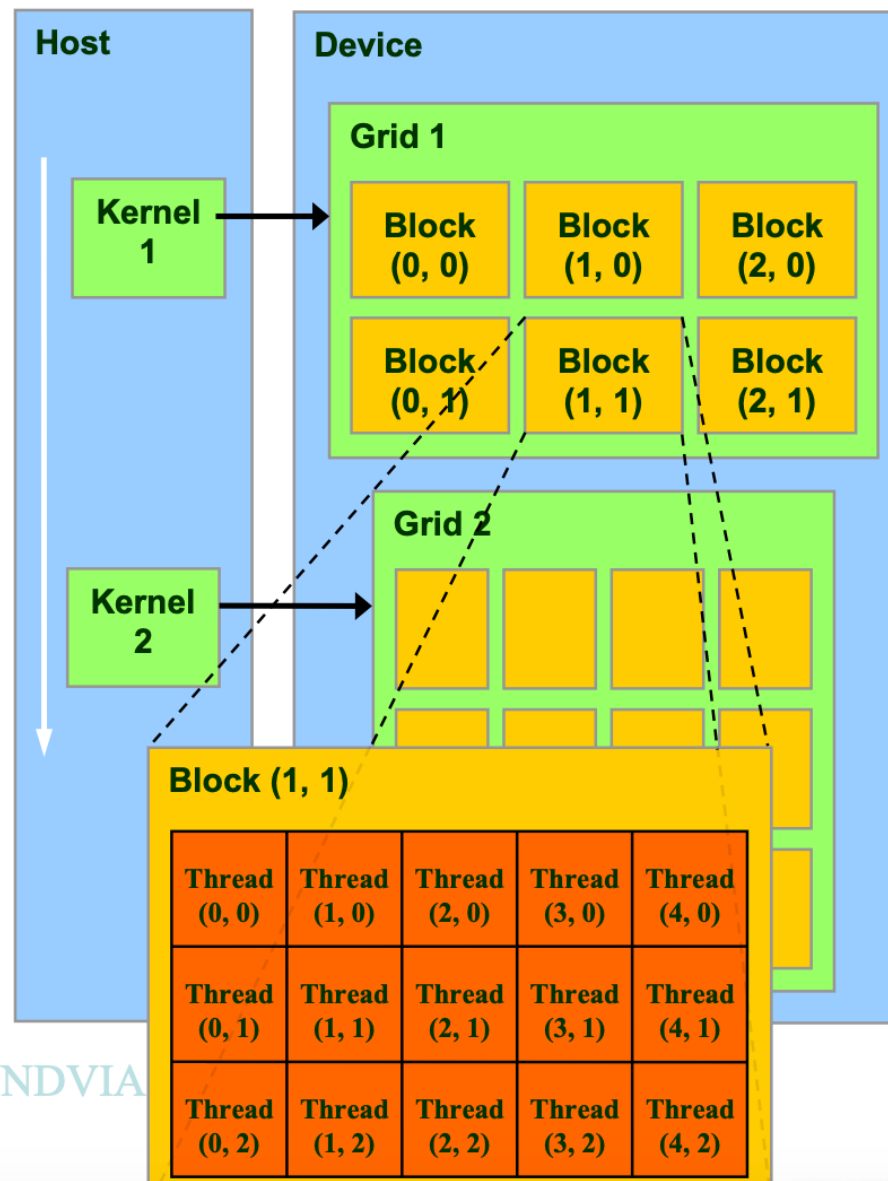 Host
Device
Grid 1
Kernel
1
Block
(0, 0)
Block
(1, 0)
Block
(2, 0)
Block
(0, 1)
Block
(1, 1)
Block
(2, 1)
Grid 2
Kernel
2
Block (1, 1)
Thread
(0, 0)
Thread
(1, 0)
Thread
(2, 0)
Thread
(3, 0)
Thread
(4, 0)
Thread
(0, 1)
Thread
(1, 1)
Thread
(2, 1)
Thread
(3, 1)
Thread
(4, 1)
NDVIA
Thread
(0, 2)
Thread
(1, 2)
Thread
(2, 2)
Thread
(3, 2)
Thread
(4, 2)